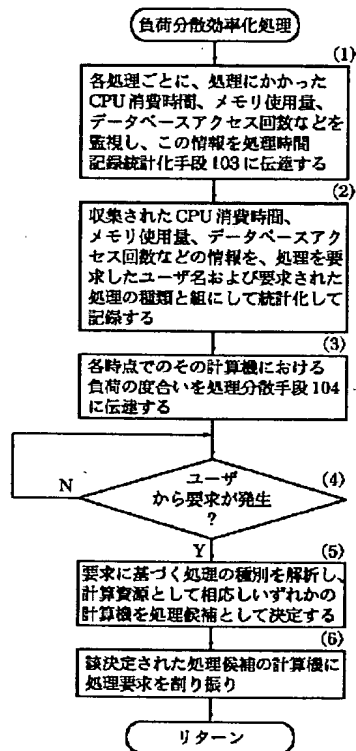 負荷分散効率化処理
(1)
各処理ごとに、処理にかかった
CPU消費時間、メモリ使用量、
データベースアクセス回数などを
監視し、この情報を処理時間
記録統計化手段103に伝達する
(2)
収集されたCPU消費時間、
メモリ使用量、データベースアク
セス回数などの情報を、処理を要
求したユーザ名および要求された
処理の種類と組にして統計化して
記録する
(3)
各時点でのその計算機における
負荷の度合いを処理分散手段104
に伝達する
(4)
ユーザ
から要求が発生
?
N
Y
(5)
要求に基づく処理の種別を解析し、
計算資源として相応しいいずれかの
計算機を処理候補として決定する
(6)
該決定された処理候補の計算機に
処理要求を割り振り
リターン